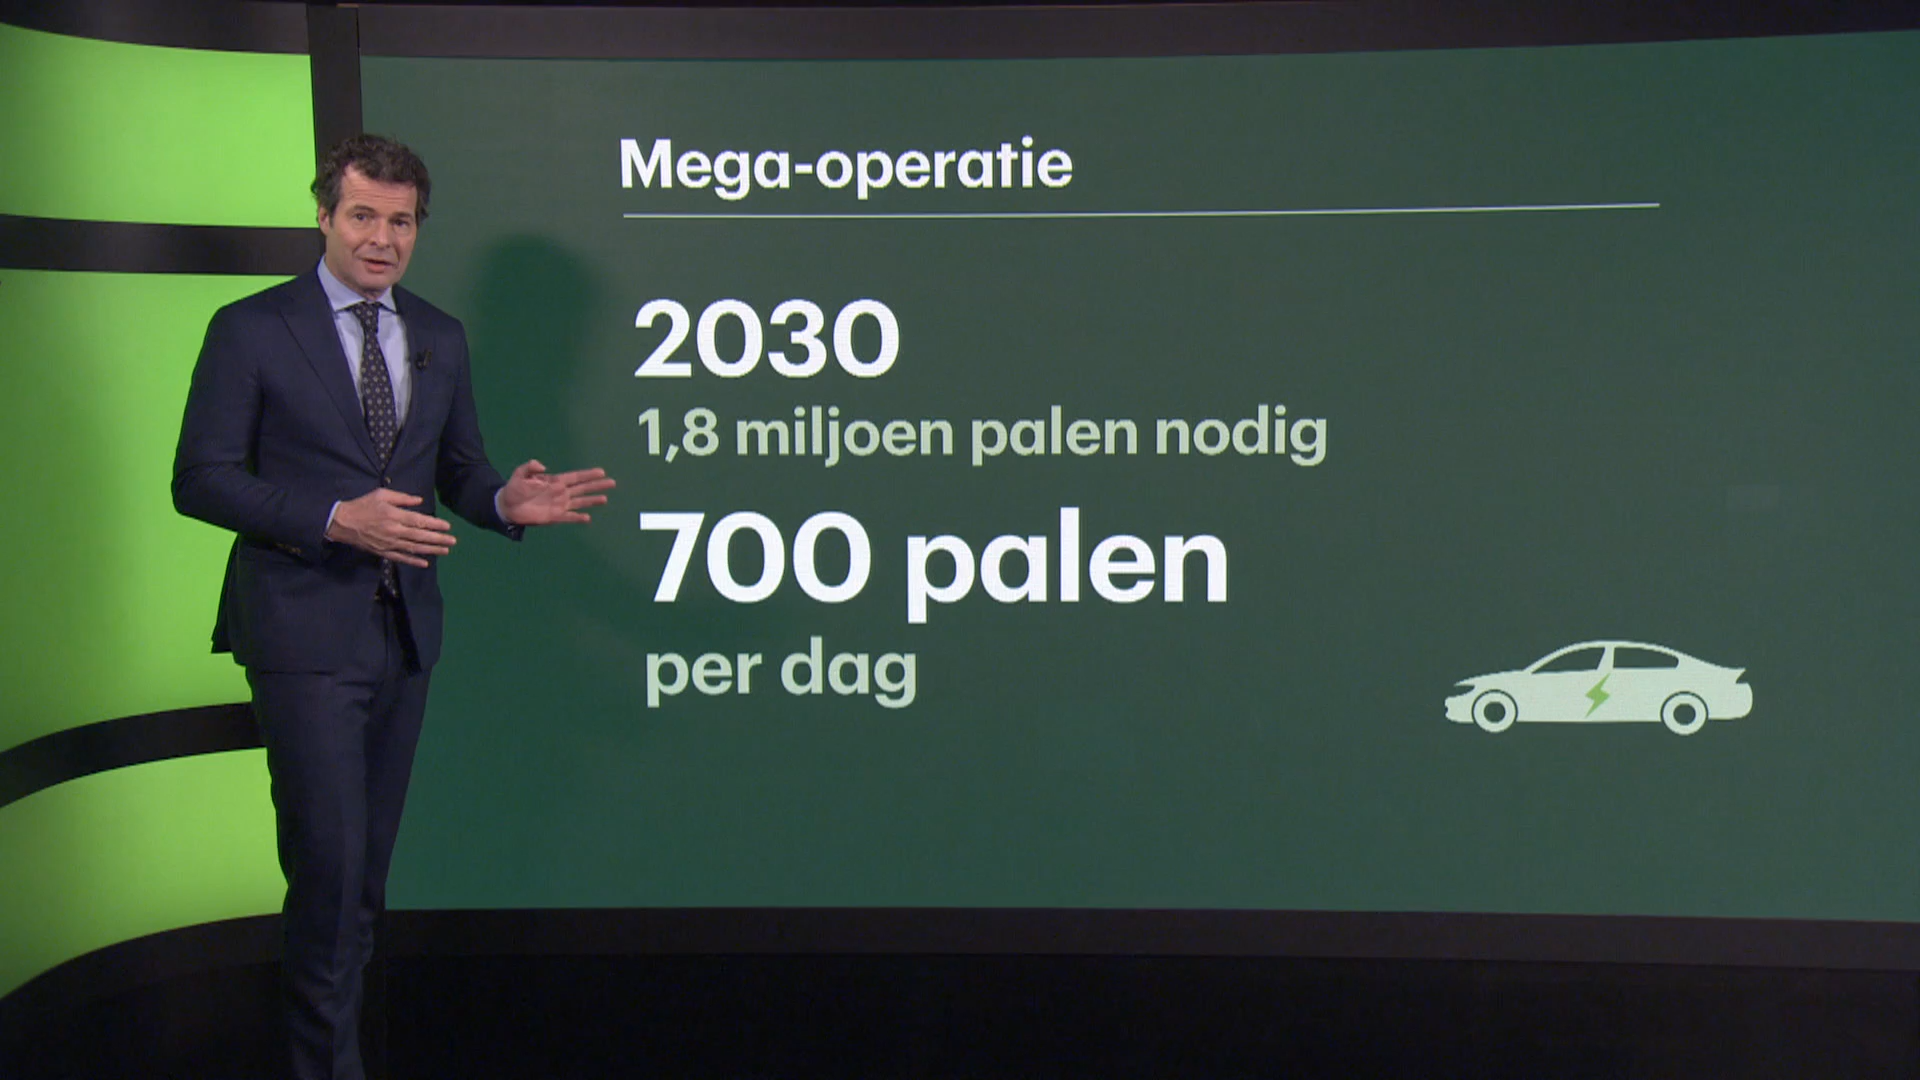 Mega-operatie
2030
1,8 miljoen palen nodig
700 palen
per dag